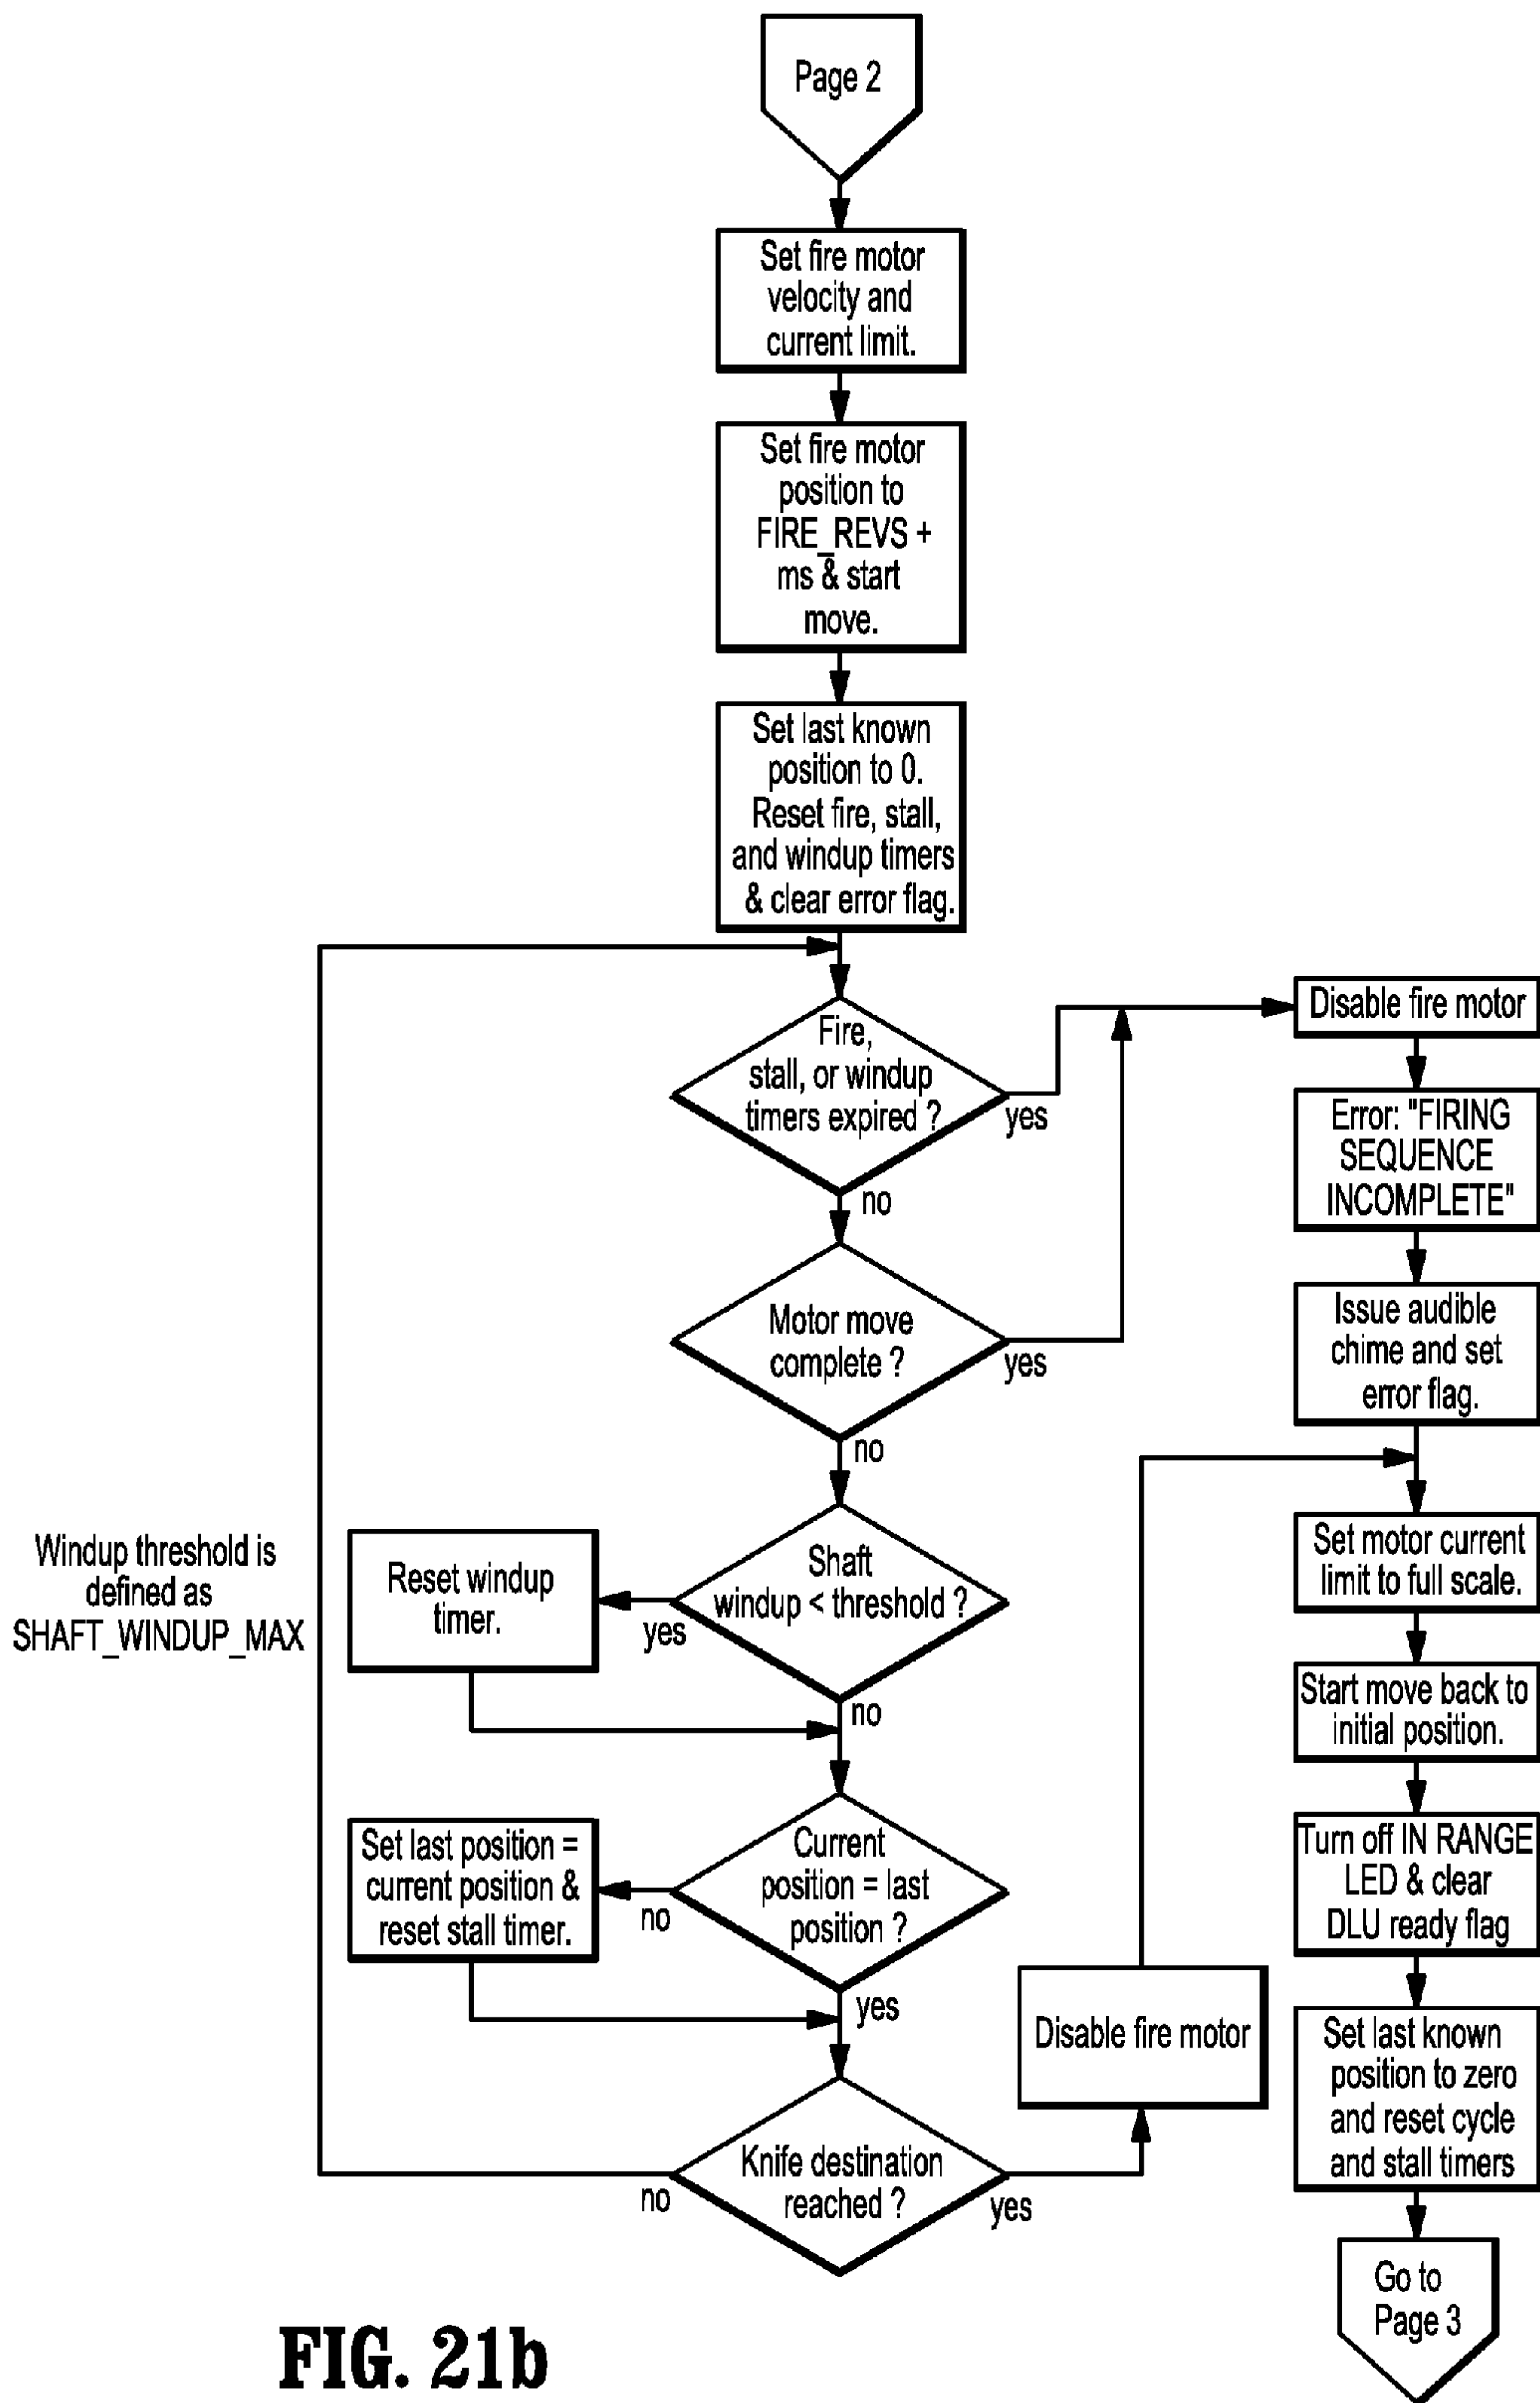 Page 2
Set fire motor
velocity and
current limit.
Set fire motor
position to
FIRE_REVS +
ms & start
move.
Set last known
position to 0.
Reset fire, stall,
and windup timers
& clear error flag.
Fire,
stall, or windup
timers expired ?
yes
no
Motor move
complete ?
yes
no
Shaft
windup < threshold ?
yes
no
Reset windup
timer.
Windup threshold is
defined as
SHAFT_WINDUP_MAX
Current
position = last
position ?
no
yes
Set last position =
current position &
reset stall timer.
Knife destination
reached ?
no
yes
Disable fire motor
Disable fire motor
Error: "FIRING
SEQUENCE
INCOMPLETE"
Issue audible
chime and set
error flag.
Set motor current
limit to full scale.
Start move back to
initial position.
Turn off IN RANGE
LED & clear
DLU ready flag
Set last known
position to zero
and reset cycle
and stall timers
Go to
Page 3
FIG. 21b